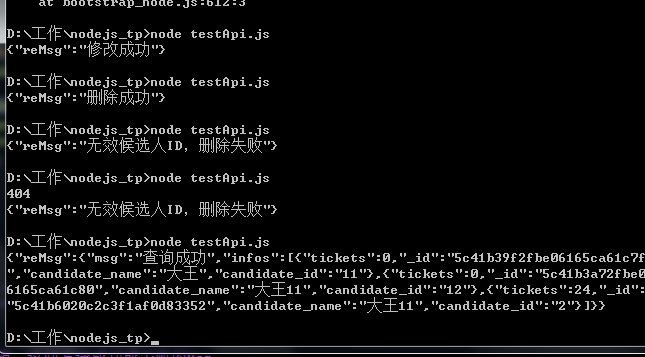 at bootstrap_node.js:612:3
D:\工作\nodejs_tp>node testApi.js
{"reMsg":"修改成功"}
D:\工作\nodejs_tp>node testApi.js
{"reMsg":"删除成功"}
D:\工作\nodejs_tp>node testApi.js
{"reMsg":"无效候选人ID，删除失败"}
D:\工作\nodejs_tp>node testApi.js
404
{"reMsg":"无效候选人ID，删除失败"}
D:\工作\nodejs_tp>node testApi.js
{"reMsg":{"msg":"查询成功","infos":[{"tickets":0,"_id":"5c41b39f2fbe06165ca61c7f
","candidate_name":"大王","candidate_id":"11"},{"tickets":0,"_id":"5c41b3a72fbe0
6165ca61c80","candidate_name":"大王11","candidate_id":"12"},{"tickets":24,"_id":
"5c41b6020c2c3f1af0d83352","candidate_name":"大王11","candidate_id":"2"}]}}
D:\工作\nodejs_tp>